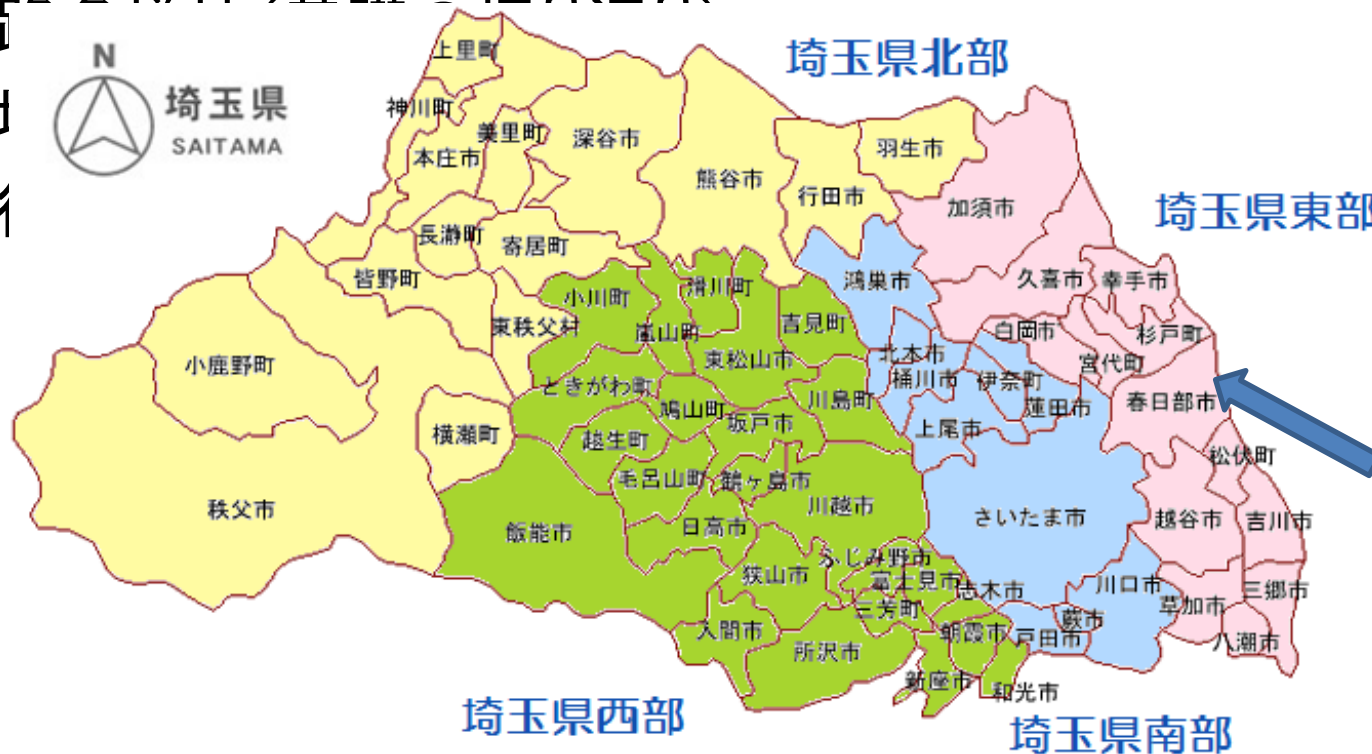 埼玉県北部
上里町
N
埼玉県
SAITAMA
神川町
美里町
深谷市
本庄市
羽生市
熊谷市
行田市
加須市
埼玉県東部
長瀞町
寄居町
皆野町
久喜市
幸手市
鴻巣市
滑川町
小川町
吉見町
東秩父村
嵐山町
白岡市
杉戸町
北本市
東松山市
宮代町
小鹿野町
桶川市
伊奈町
ときがわ町
川島町
春日部市
鳩山町
蓮田市
坂戸市
上尾市
横瀬町
越生町
松伏町
毛呂山町
鶴ヶ島市
川越市
秩父市
さいたま市
越谷市
吉川市
飯能市
日高市
ふじみ野市
狭山市
富士見市
志木市
川口市
三郷市
草加市
三芳町
蕨市
入間市
朝霞市
戸田市
八潮市
所沢市
新座市
和光市
埼玉県西部
埼玉県南部